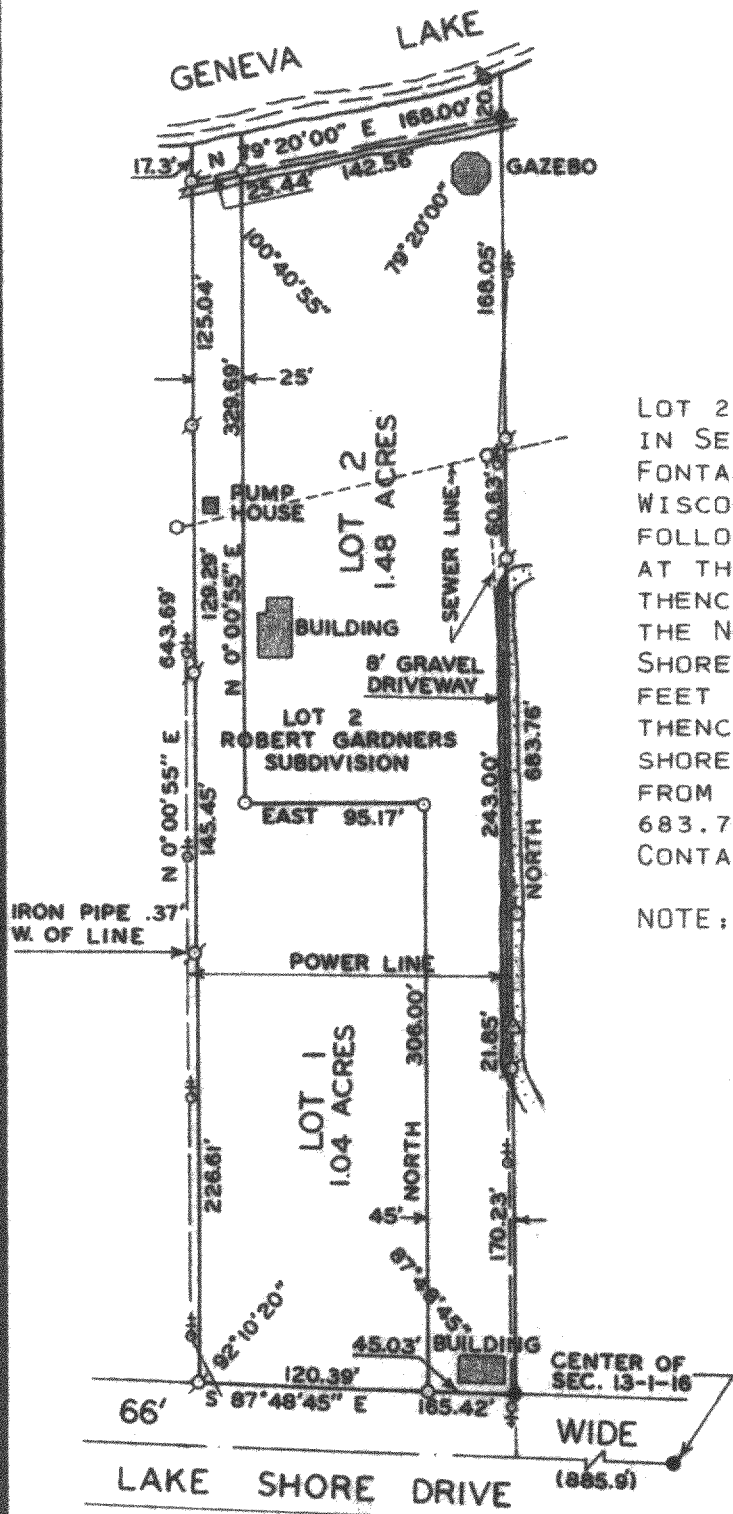 GENEVA LAKE
N 79°20'00" E 168.00'
20.
17.3'
25.44'
142.56'
GAZEBO
100°40'55"
79°20'00"
125.04'
329.69'
168.05'
25'
LOT 2
1.48 ACRES
PUMP
HOUSE
SEWER LINE
60.63'
129.29'
N 0°00'55" E
643.69'
BUILDING
8' GRAVEL
DRIVEWAY
LOT 2
ROBERT GARDNERS
SUBDIVISION
N 0°00'55" E
145.45'
243.00'
NORTH 683.76'
EAST 95.17'
IRON PIPE .37'
W. OF LINE
POWER LINE
306.00'
NORTH
21.85'
LOT 1
1.04 ACRES
226.61'
45'
170.23'
92°10'20"
45.03'
BUILDING
120.39'
S 87°48'45" E
165.42'
CENTER OF
SEC. 13-1-16
66' WIDE
(885.9')
LAKE SHORE DRIVE
LOT 2
IN SE
FONTA
WISCO
FOLLO
AT TH
THENC
THE N
SHORE
FEET
THENC
SHORE
FROM
683.7
CONTA
NOTE: